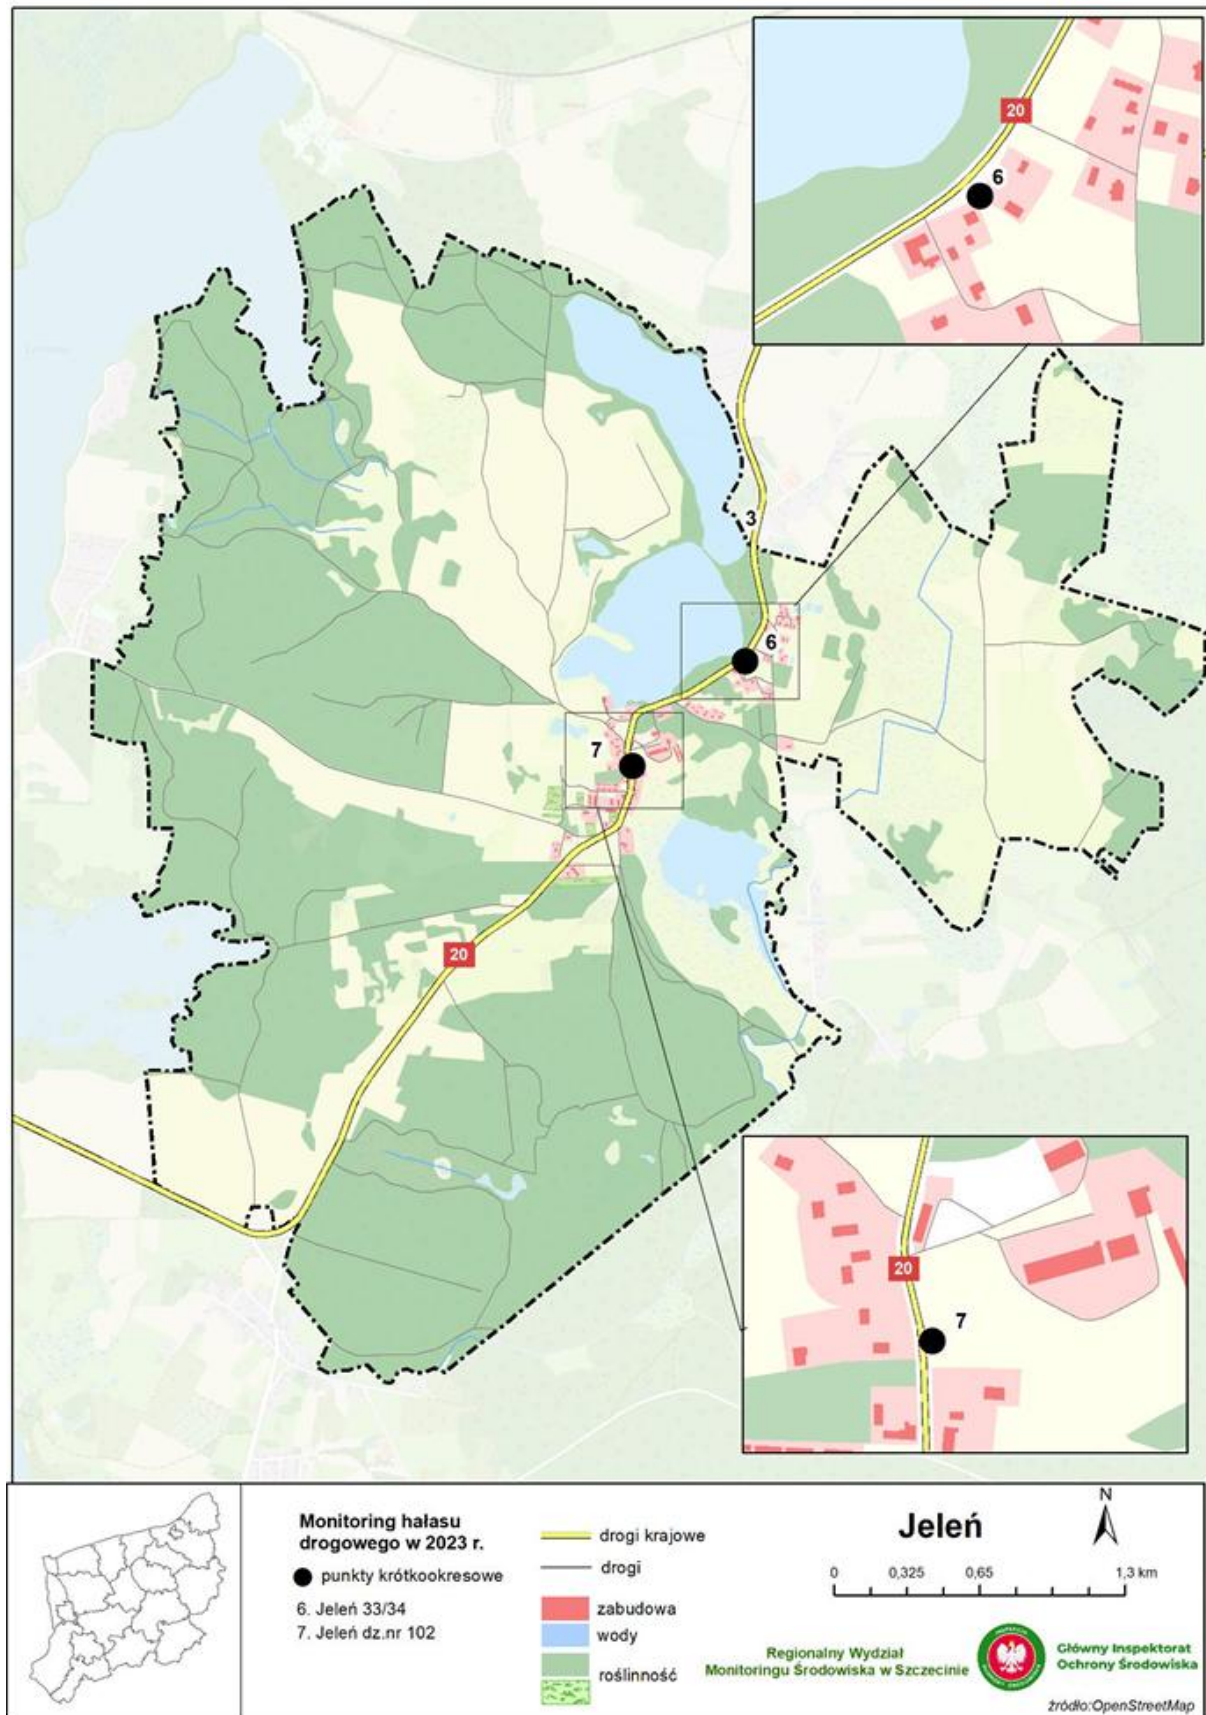 20
6
3
6
7
20
7
20
Monitoring hałasu
drogowego w 2023 r.
punkty krótkookresowe
6. Jeleń 33/34
7. Jeleń dz.nr 102
drogi krajowe
drogi
zabudowa
wody
roślinność
Jeleń
N
0 0,325 0,65 1,3 km
Regionalny Wydział
Monitoringu Środowiska w Szczecinie
Główny Inspektorat
Ochrony Środowiska
źródło:OpenStreetMap